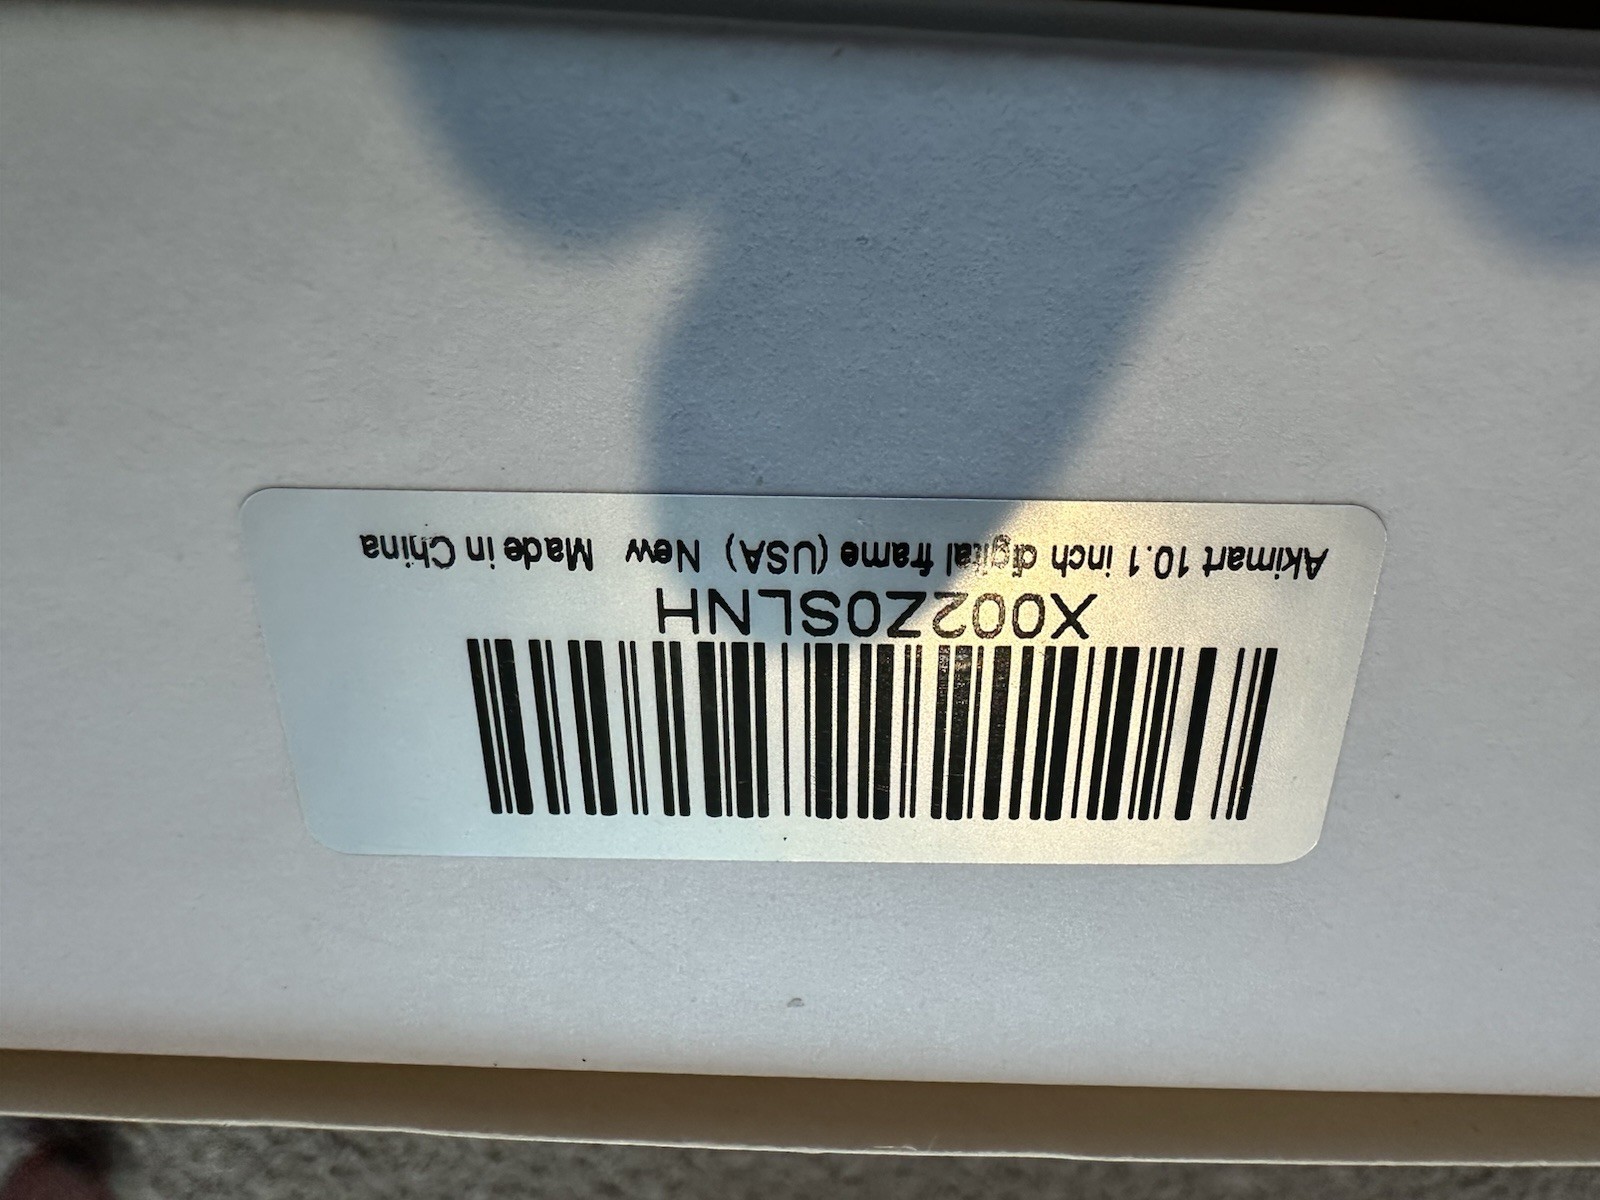 X002Z0SLNH
Akimart 10.1 inch digital frame (USA) New Made in China